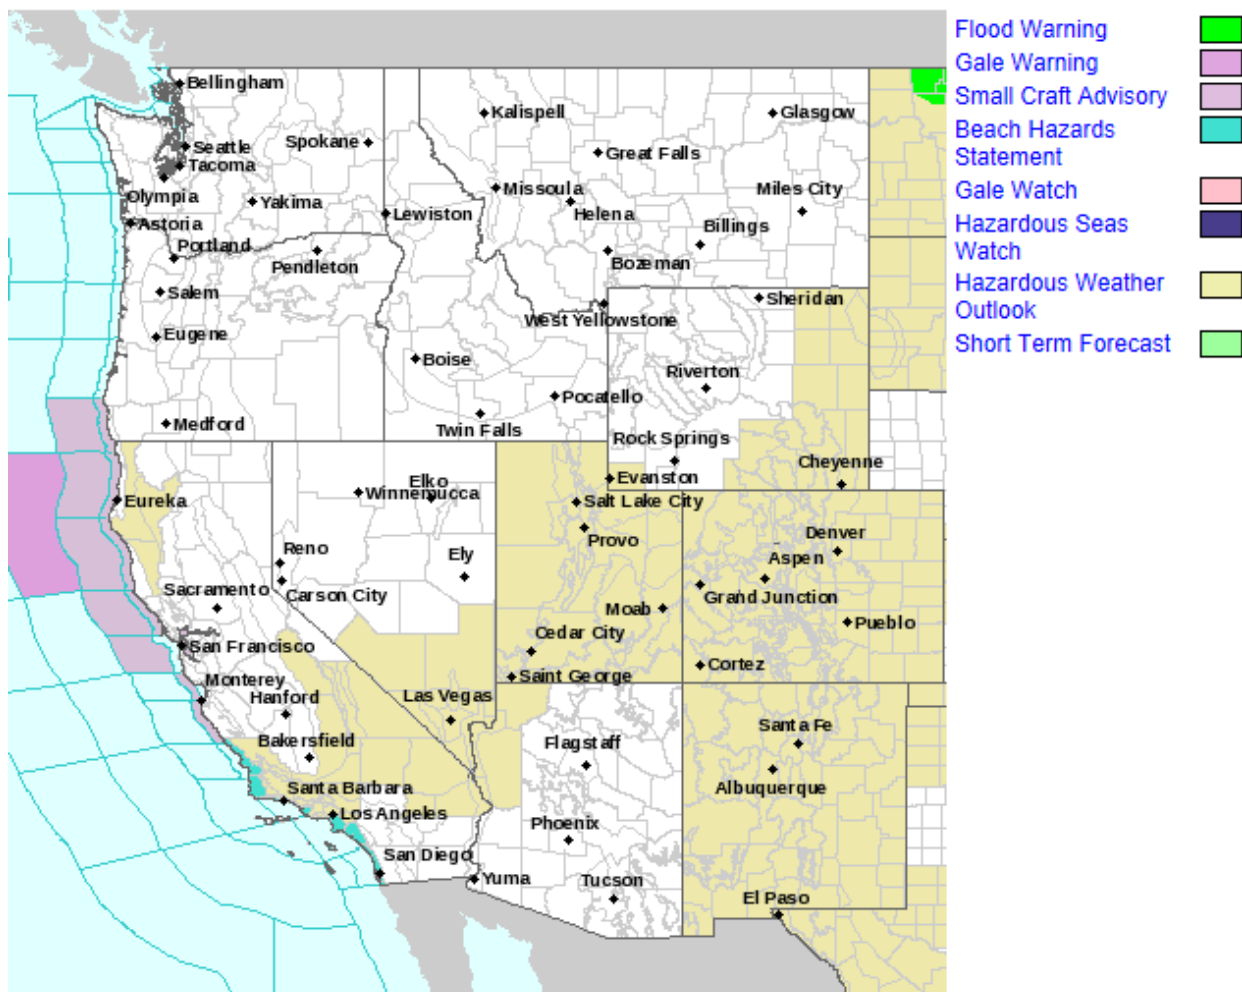 Flood Warning
Gale Warning
Small Craft Advisory
Beach Hazards
Statement
Gale Watch
Hazardous Seas
Watch
Hazardous Weather
Outlook
Short Term Forecast
Bellingham
Kalispell
Glasgow
Seattle
Spokane
Tacoma
Great Falls
Olympia
Yakima
Missoula
Miles City
Astoria
Lewiston
Helena
Portland
Billings
Pendleton
Bozeman
Salem
Sheridan
West Yellowstone
Eugene
Boise
Riverton
Pocatello
Medford
Twin Falls
Rock Springs
Cheyenne
Elko
Evanston
Winnemucca
Eureka
Salt Lake City
Provo
Denver
Reno
Ely
Aspen
Sacramento
Carson City
Grand Junction
Moab
Pueblo
Cedar City
San Francisco
Cortez
Saint George
Monterey
Hanford
Las Vegas
Santa Fe
Bakersfield
Flagstaff
Santa Barbara
Albuquerque
Los Angeles
Phoenix
San Diego
Yuma
Tucson
El Paso